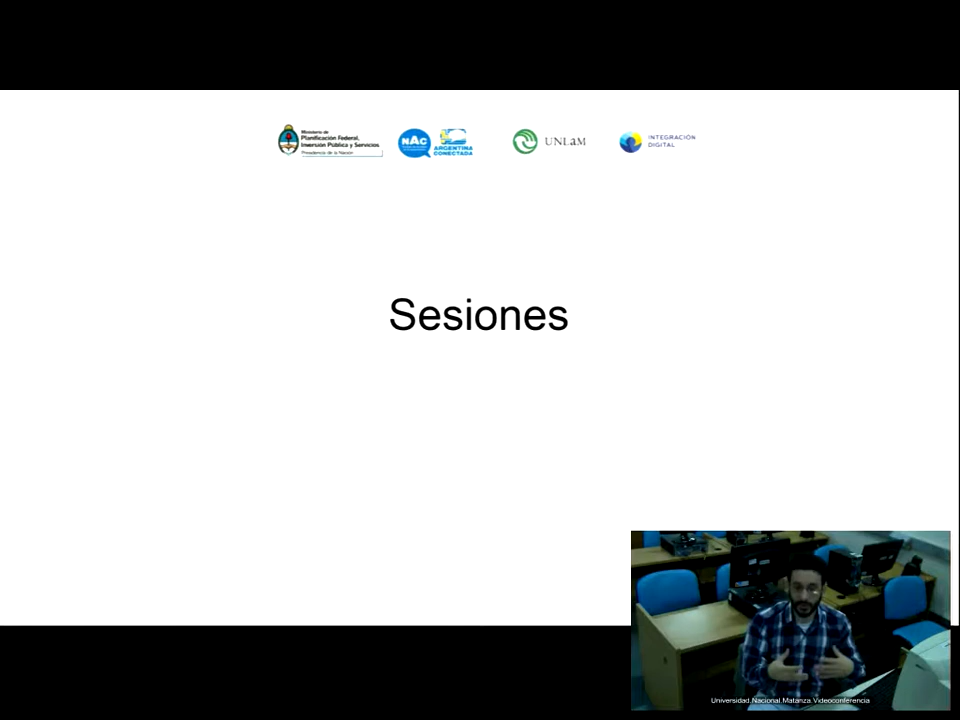 Ministerio de
Planificación Federal,
Inversión Pública y Servicios
Presidencia de la Nación
NAC
ARGENTINA
CONECTADA
UNLaM
INTEGRACIÓN
DIGITAL
Sesiones
Universidad.Nacional.Matanza.Videoconferencia